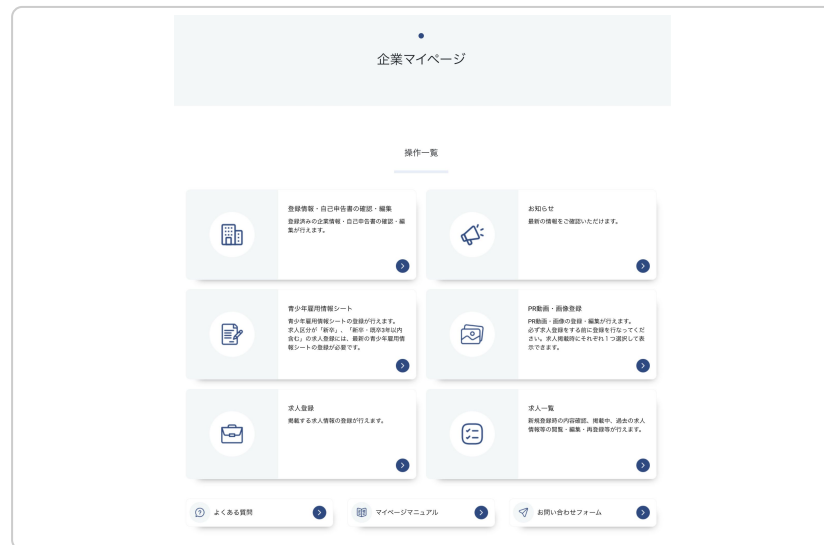 企業マイページ
操作一覧
登録情報・自己申告書の確認・編集
登録済みの企業情報・自己申告書の確認・編
集が行えます。
お知らせ
最新の情報をご確認いただけます。
青少年雇用情報シート
青少年雇用情報シートの登録が行えます。
求人区分が「新卒」、「新卒・既卒3年以内
含む」の求人登録には、最新の青少年雇用情
報シートの登録が必要です。
PR動画・画像登録
PR動画・画像の登録・編集が行えます。
必ず求人登録をする前に登録を行なってくだ
さい。求人掲載時にそれぞれ1つ選択して表
示できます。
求人登録
掲載する求人情報の登録が行えます。
求人一覧
新規登録時の内容確認、掲載中、過去の求人
情報等の閲覧・編集・再登録等が行えます。
よくある質問
マイページマニュアル
お問い合わせフォーム